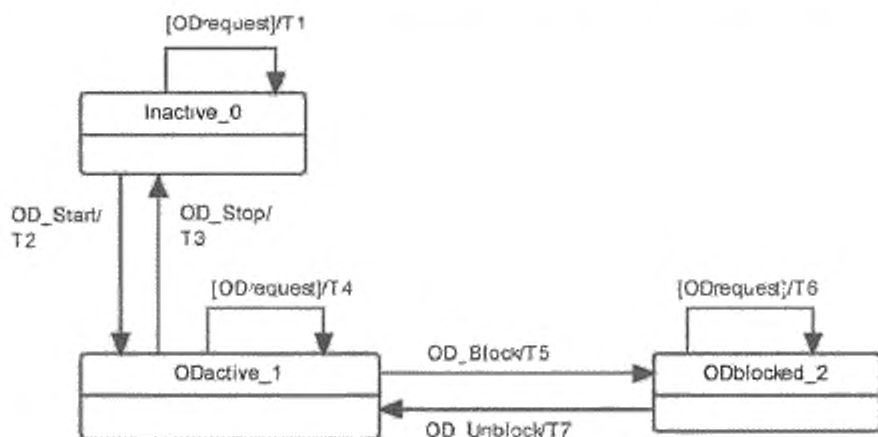 [ODrequest]/T1
Inactive_0
OD_Start/
T2
OD_Stop/
T3
[ODrequest]/T4
[ODrequest]/T6
ODactive_1
OD_Block/T5
ODblocked_2
OD_Unblock/T7